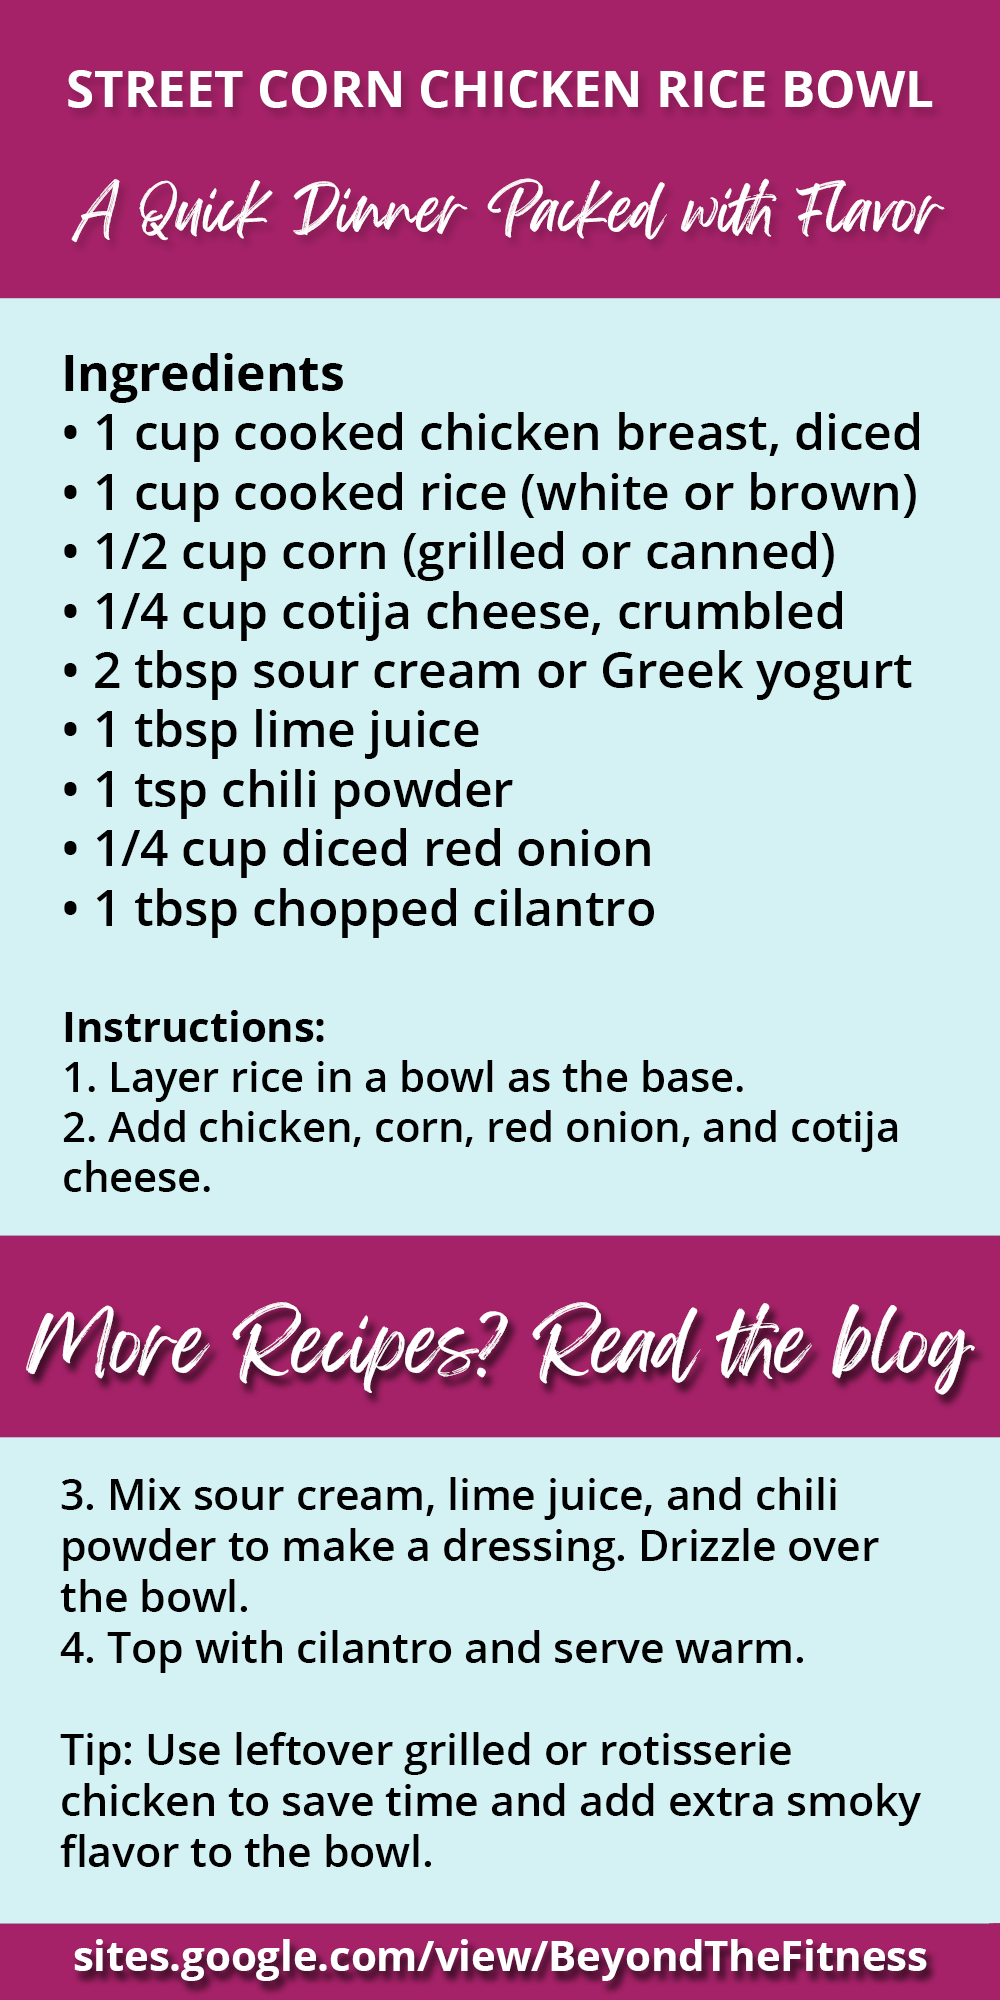 STREET CORN CHICKEN RICE BOWL
A Quick Dinner Packed with Flavor
Ingredients
• 1 cup cooked chicken breast, diced
• 1 cup cooked rice (white or brown)
• 1/2 cup corn (grilled or canned)
• 1/4 cup cotija cheese, crumbled
• 2 tbsp sour cream or Greek yogurt
• 1 tbsp lime juice
• 1 tsp chili powder
• 1/4 cup diced red onion
• 1 tbsp chopped cilantro
Instructions:
1. Layer rice in a bowl as the base.
2. Add chicken, corn, red onion, and cotija
cheese.
More Recipes? Read the blog
3. Mix sour cream, lime juice, and chili
powder to make a dressing. Drizzle over
the bowl.
4. Top with cilantro and serve warm.
Tip: Use leftover grilled or rotisserie
chicken to save time and add extra smoky
flavor to the bowl.
sites.google.com/view/BeyondTheFitness